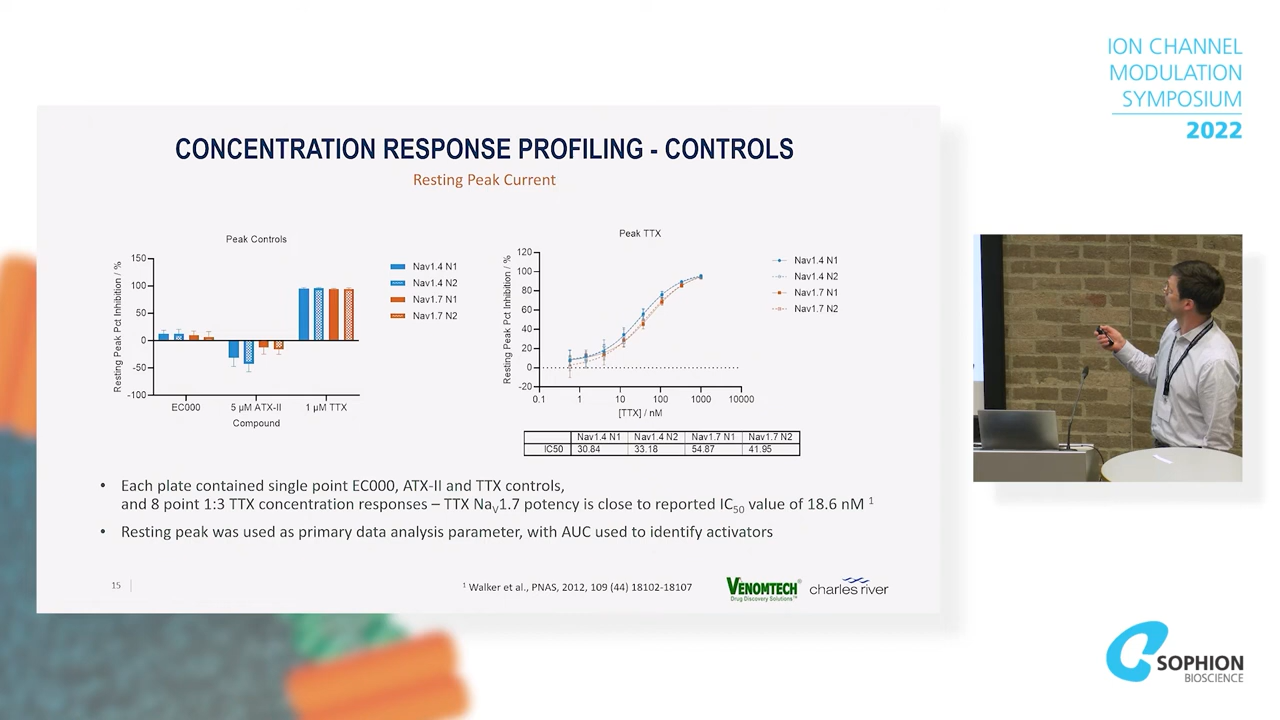 ION CHANNEL
MODULATION
SYMPOSIUM
2022
CONCENTRATION RESPONSE PROFILING - CONTROLS
Resting Peak Current
Peak Controls
Resting Peak Pct Inhibition / %
150
100
50
0
-50
-100
EC000
5 µM ATX-II
1 µM TTX
Compound
Nav1.4 N1
Nav1.4 N2
Nav1.7 N1
Nav1.7 N2
Peak TTX
Resting Peak Pct Inhibition / %
120
100
80
60
40
20
0
-20
0.1 1 10 100 1000 10000
[TTX] / nM
Nav1.4 N1
Nav1.4 N2
Nav1.7 N1
Nav1.7 N2
Nav1.4 N1 Nav1.4 N2 Nav1.7 N1 Nav1.7 N2
IC50 30.84 33.18 54.87 41.95
• Each plate contained single point EC000, ATX-II and TTX controls,
and 8 point 1:3 TTX concentration responses – TTX NaV1.7 potency is close to reported IC50 value of 18.6 nM 1
• Resting peak was used as primary data analysis parameter, with AUC used to identify activators
15
1 Walker et al., PNAS, 2012, 109 (44) 18102-18107
VENOMTECH®
Drug Discovery Solutions™
charles river
SOPHION
BIOSCIENCE